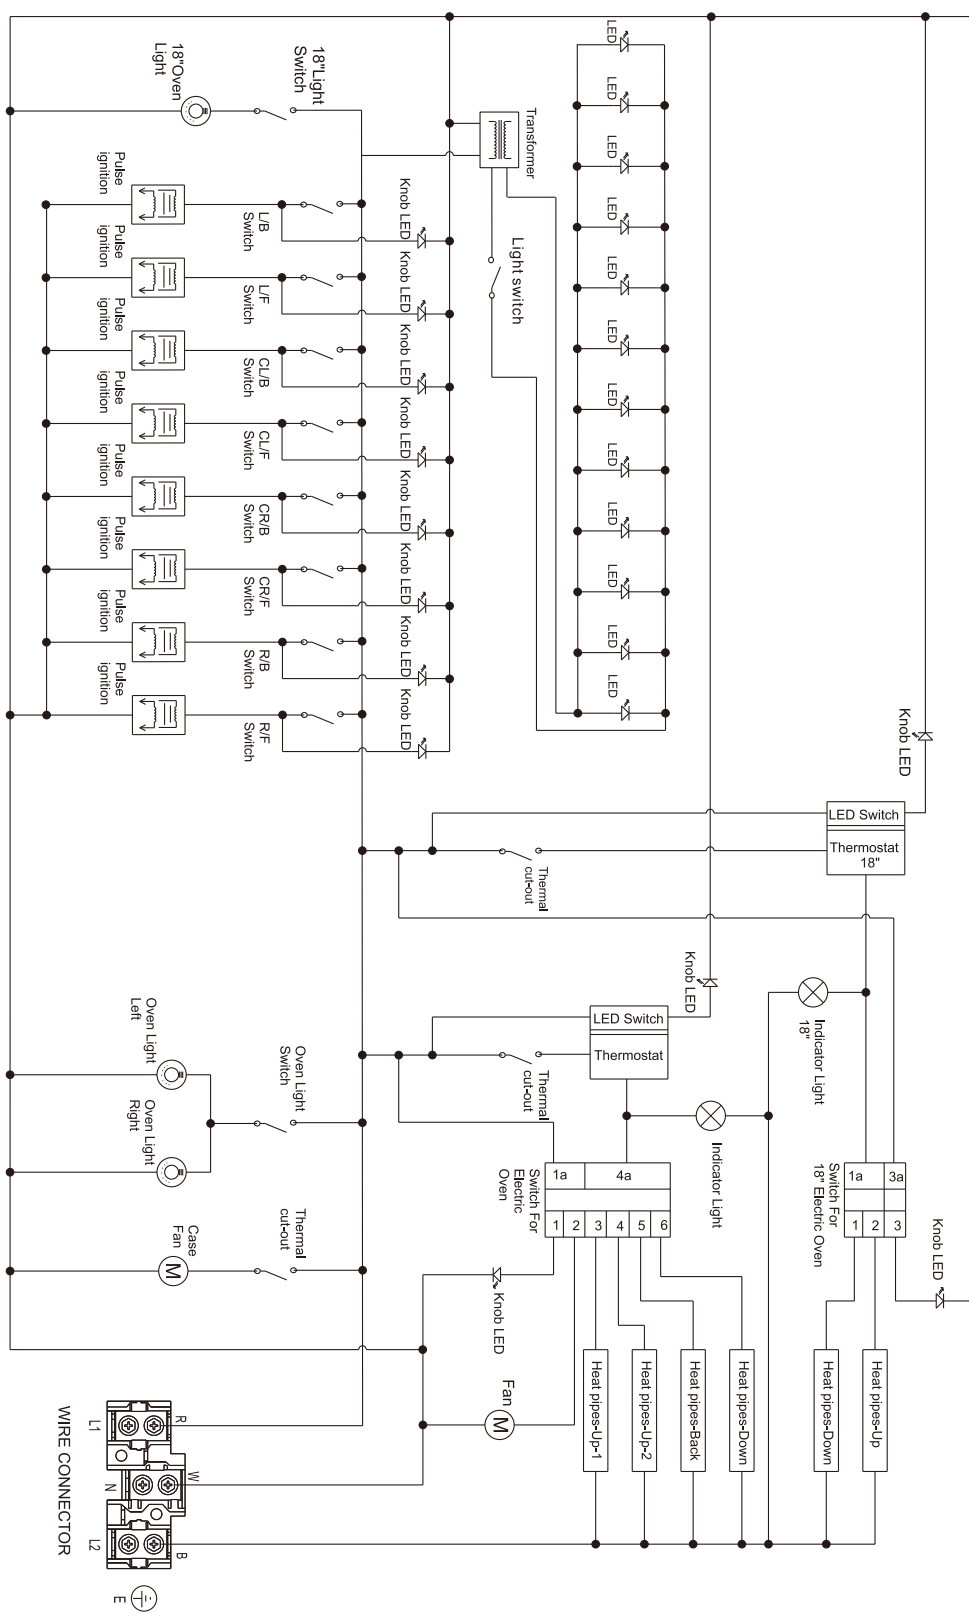 LED
LED
LED
LED
LED
LED
LED
LED
LED
LED
LED
LED
18"Light
Switch
18"Oven
Light
Transformer
Light switch
Pulse
ignition
L/B
Switch
Knob LED
Pulse
ignition
L/F
Switch
Knob LED
Pulse
ignition
CL/B
Switch
Knob LED
Pulse
ignition
CL/F
Switch
Knob LED
Pulse
ignition
CR/B
Switch
Knob LED
Pulse
ignition
CR/F
Switch
Knob LED
Pulse
ignition
R/B
Switch
Knob LED
Pulse
ignition
R/F
Switch
Knob LED
Knob LED
LED Switch
Thermostat
18"
Thermal
cut-out
Knob LED
LED Switch
Thermostat
Thermal
cut-out
Indicator Light
18"
Indicator Light
Oven Light
Left
Oven Light
Switch
Oven Light
Right
1a 4a
1 2 3 4 5 6
Switch For
Electric
Oven
1a 3a
1 2 3
Switch For
18" Electric Oven
Knob LED
Case
Fan
M
Thermal
cut-out
Knob LED
Fan
M
Heat pipes-Up-1
Heat pipes-Up-2
Heat pipes-Back
Heat pipes-Down
Heat pipes-Down
Heat pipes-Up
WIRE CONNECTOR
L1
R
N
W
L2
B
E